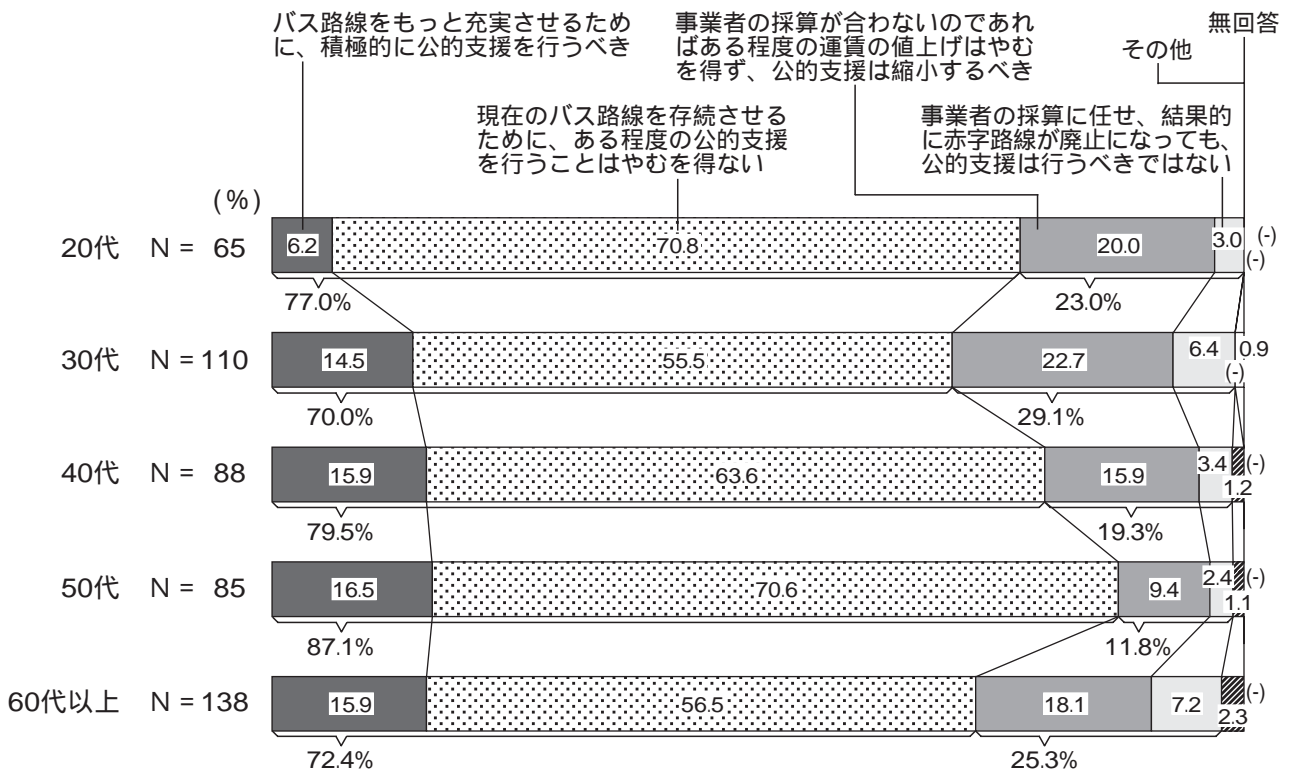 バス路線をもっと充実させるため
に、積極的に公的支援を行うべき
事業者の採算が合わないのであれ
ばある程度の運賃の値上げはやむ
を得ず、公的支援は縮小するべき
その他
無回答
現在のバス路線を存続させる
ために、ある程度の公的支援
を行うことはやむを得ない
事業者の採算に任せ、結果的
に赤字路線が廃止になっても、
公的支援は行うべきではない
(%)
20代 N = 65 6.2 70.8 20.0 3.0 (-) (-)
77.0% 23.0%
30代 N = 110 14.5 55.5 22.7 6.4 (-) 0.9
70.0% 29.1%
40代 N = 88 15.9 63.6 15.9 3.4 1.2 (-)
79.5% 19.3%
50代 N = 85 16.5 70.6 9.4 2.4 1.1 (-)
87.1% 11.8%
60代以上 N = 138 15.9 56.5 18.1 7.2 2.3 (-)
72.4% 25.3%